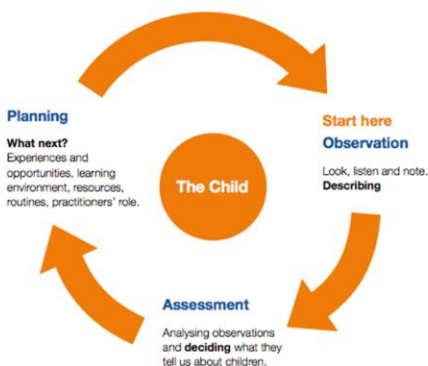 Start here
Observation
Look, listen and note.
Describing
Assessment
Analysing observations
and deciding what they
tell us about children.
Planning
What next?
Experiences and
opportunities, learning
environment, resources,
routines, practitioners' role.
The Child